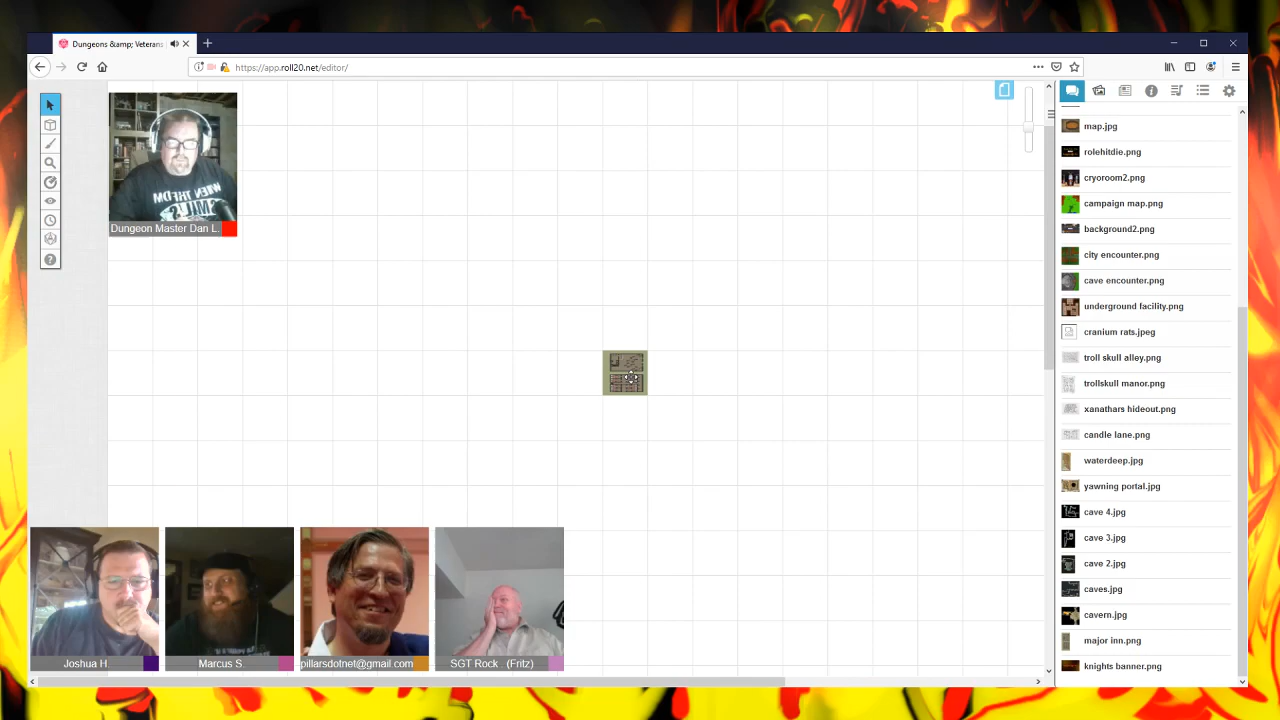 Dungeons &amp; Veterans
https://app.roll20.net/editor/
WHEN THE DM
SMILES
Dungeon Master Dan L.
map.jpg
rolehitdie.png
cryoroom2.png
campaign map.png
background2.png
city encounter.png
cave encounter.png
underground facility.png
cranium rats.jpeg
troll skull alley.png
trollskull manor.png
xanathars hideout.png
candle lane.png
waterdeep.jpg
yawning portal.jpg
cave 4.jpg
cave 3.jpg
cave 2.jpg
caves.jpg
cavern.jpg
major inn.png
knights banner.png
Joshua H.
Marcus S.
pillarsdotnet@gmail.com
SGT Rock (Fritz)